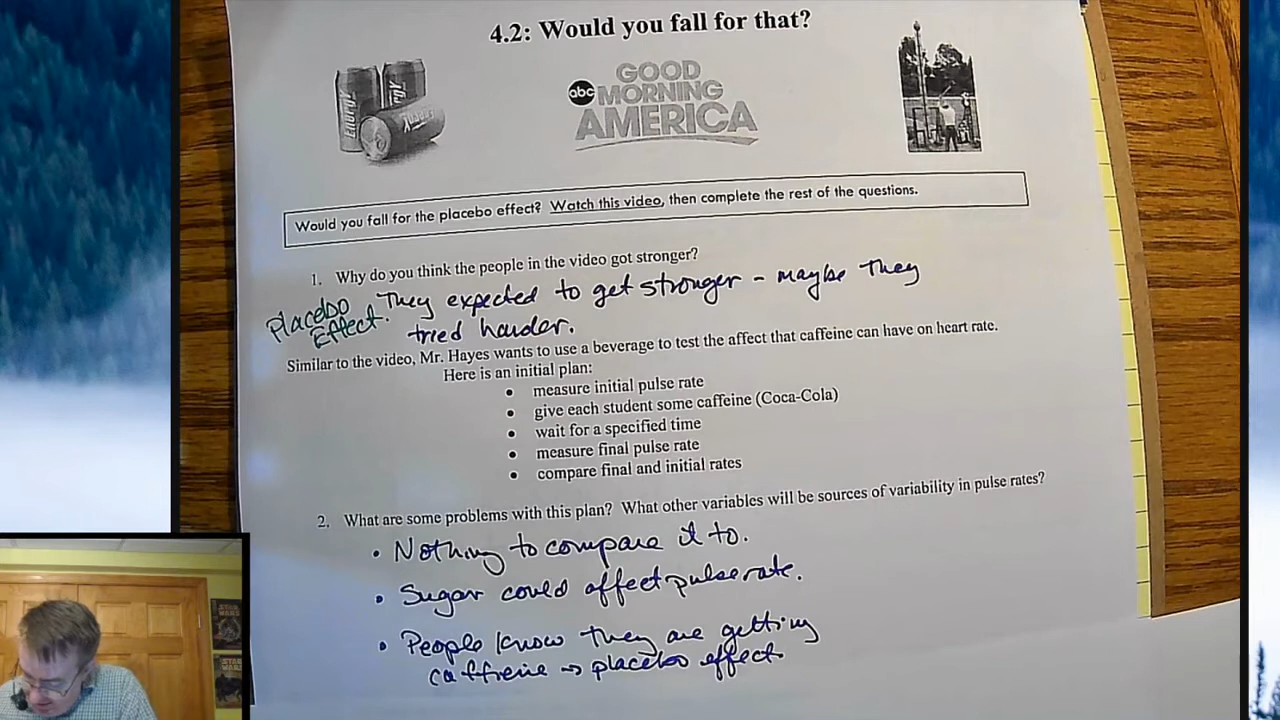 4.2: Would you fall for that?
Energy
abc
GOOD
MORNING
AMERICA
Would you fall for the placebo effect? Watch this video, then complete the rest of the questions.
1. Why do you think the people in the video got stronger?
Placebo
Effect.
They expected to get stronger - maybe they
tried harder.
Similar to the video, Mr. Hayes wants to use a beverage to test the affect that caffeine can have on heart rate.
Here is an initial plan:
• measure initial pulse rate
• give each student some caffeine (Coca-Cola)
• wait for a specified time
• measure final pulse rate
• compare final and initial rates
2. What are some problems with this plan? What other variables will be sources of variability in pulse rates?
• Nothing to compare it to.
• Sugar could affect pulse rate.
• People know they are getting
caffeine → placebo effect.
STAR
WARS
STAR
WARS